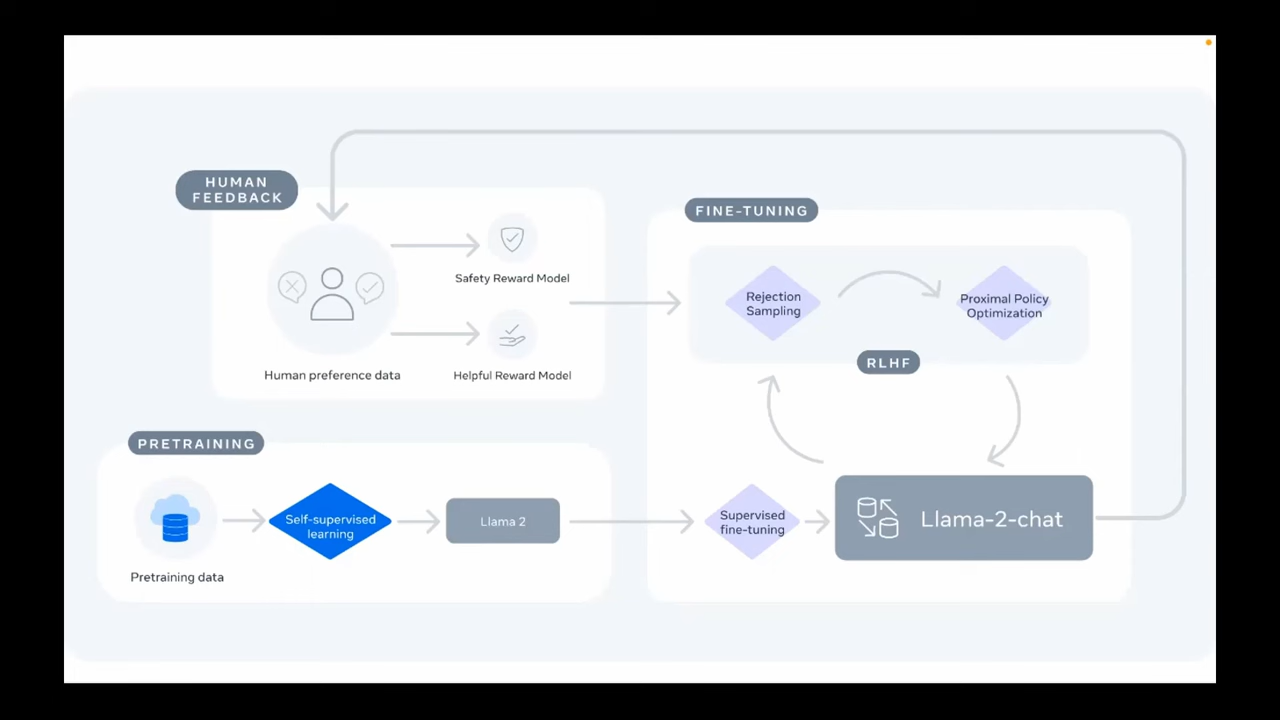 HUMAN
FEEDBACK
Safety Reward Model
Human preference data
Helpful Reward Model
FINE-TUNING
Rejection
Sampling
Proximal Policy
Optimization
RLHF
PRETRAINING
Pretraining data
Self-supervised
learning
Llama 2
Supervised
fine-tuning
Llama-2-chat